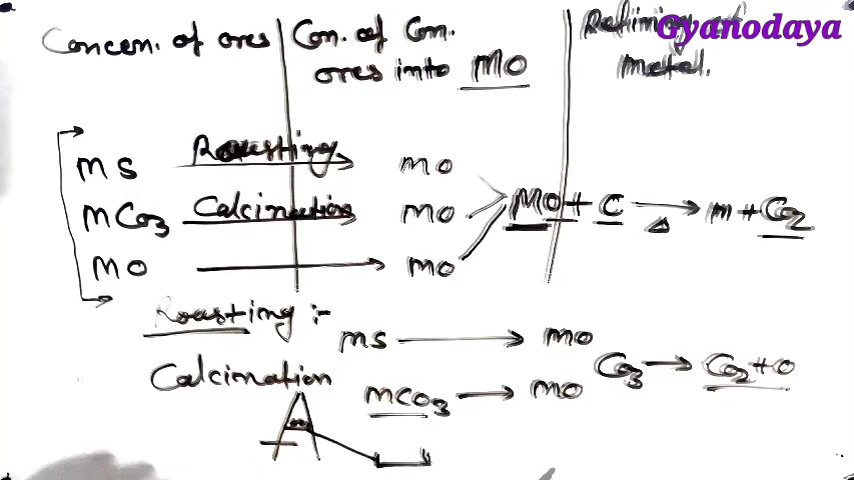 Concen. of ores
Con. of Con.
ores into MO
Refining of
metal.
Gyanodaya
MS Roasting MO
MCO3 Calcination MO
MO MO
MO + C Δ M + CO2
Roasting :-
MS MO
Calcination
MCO3 MO
CO3 CO2 + O